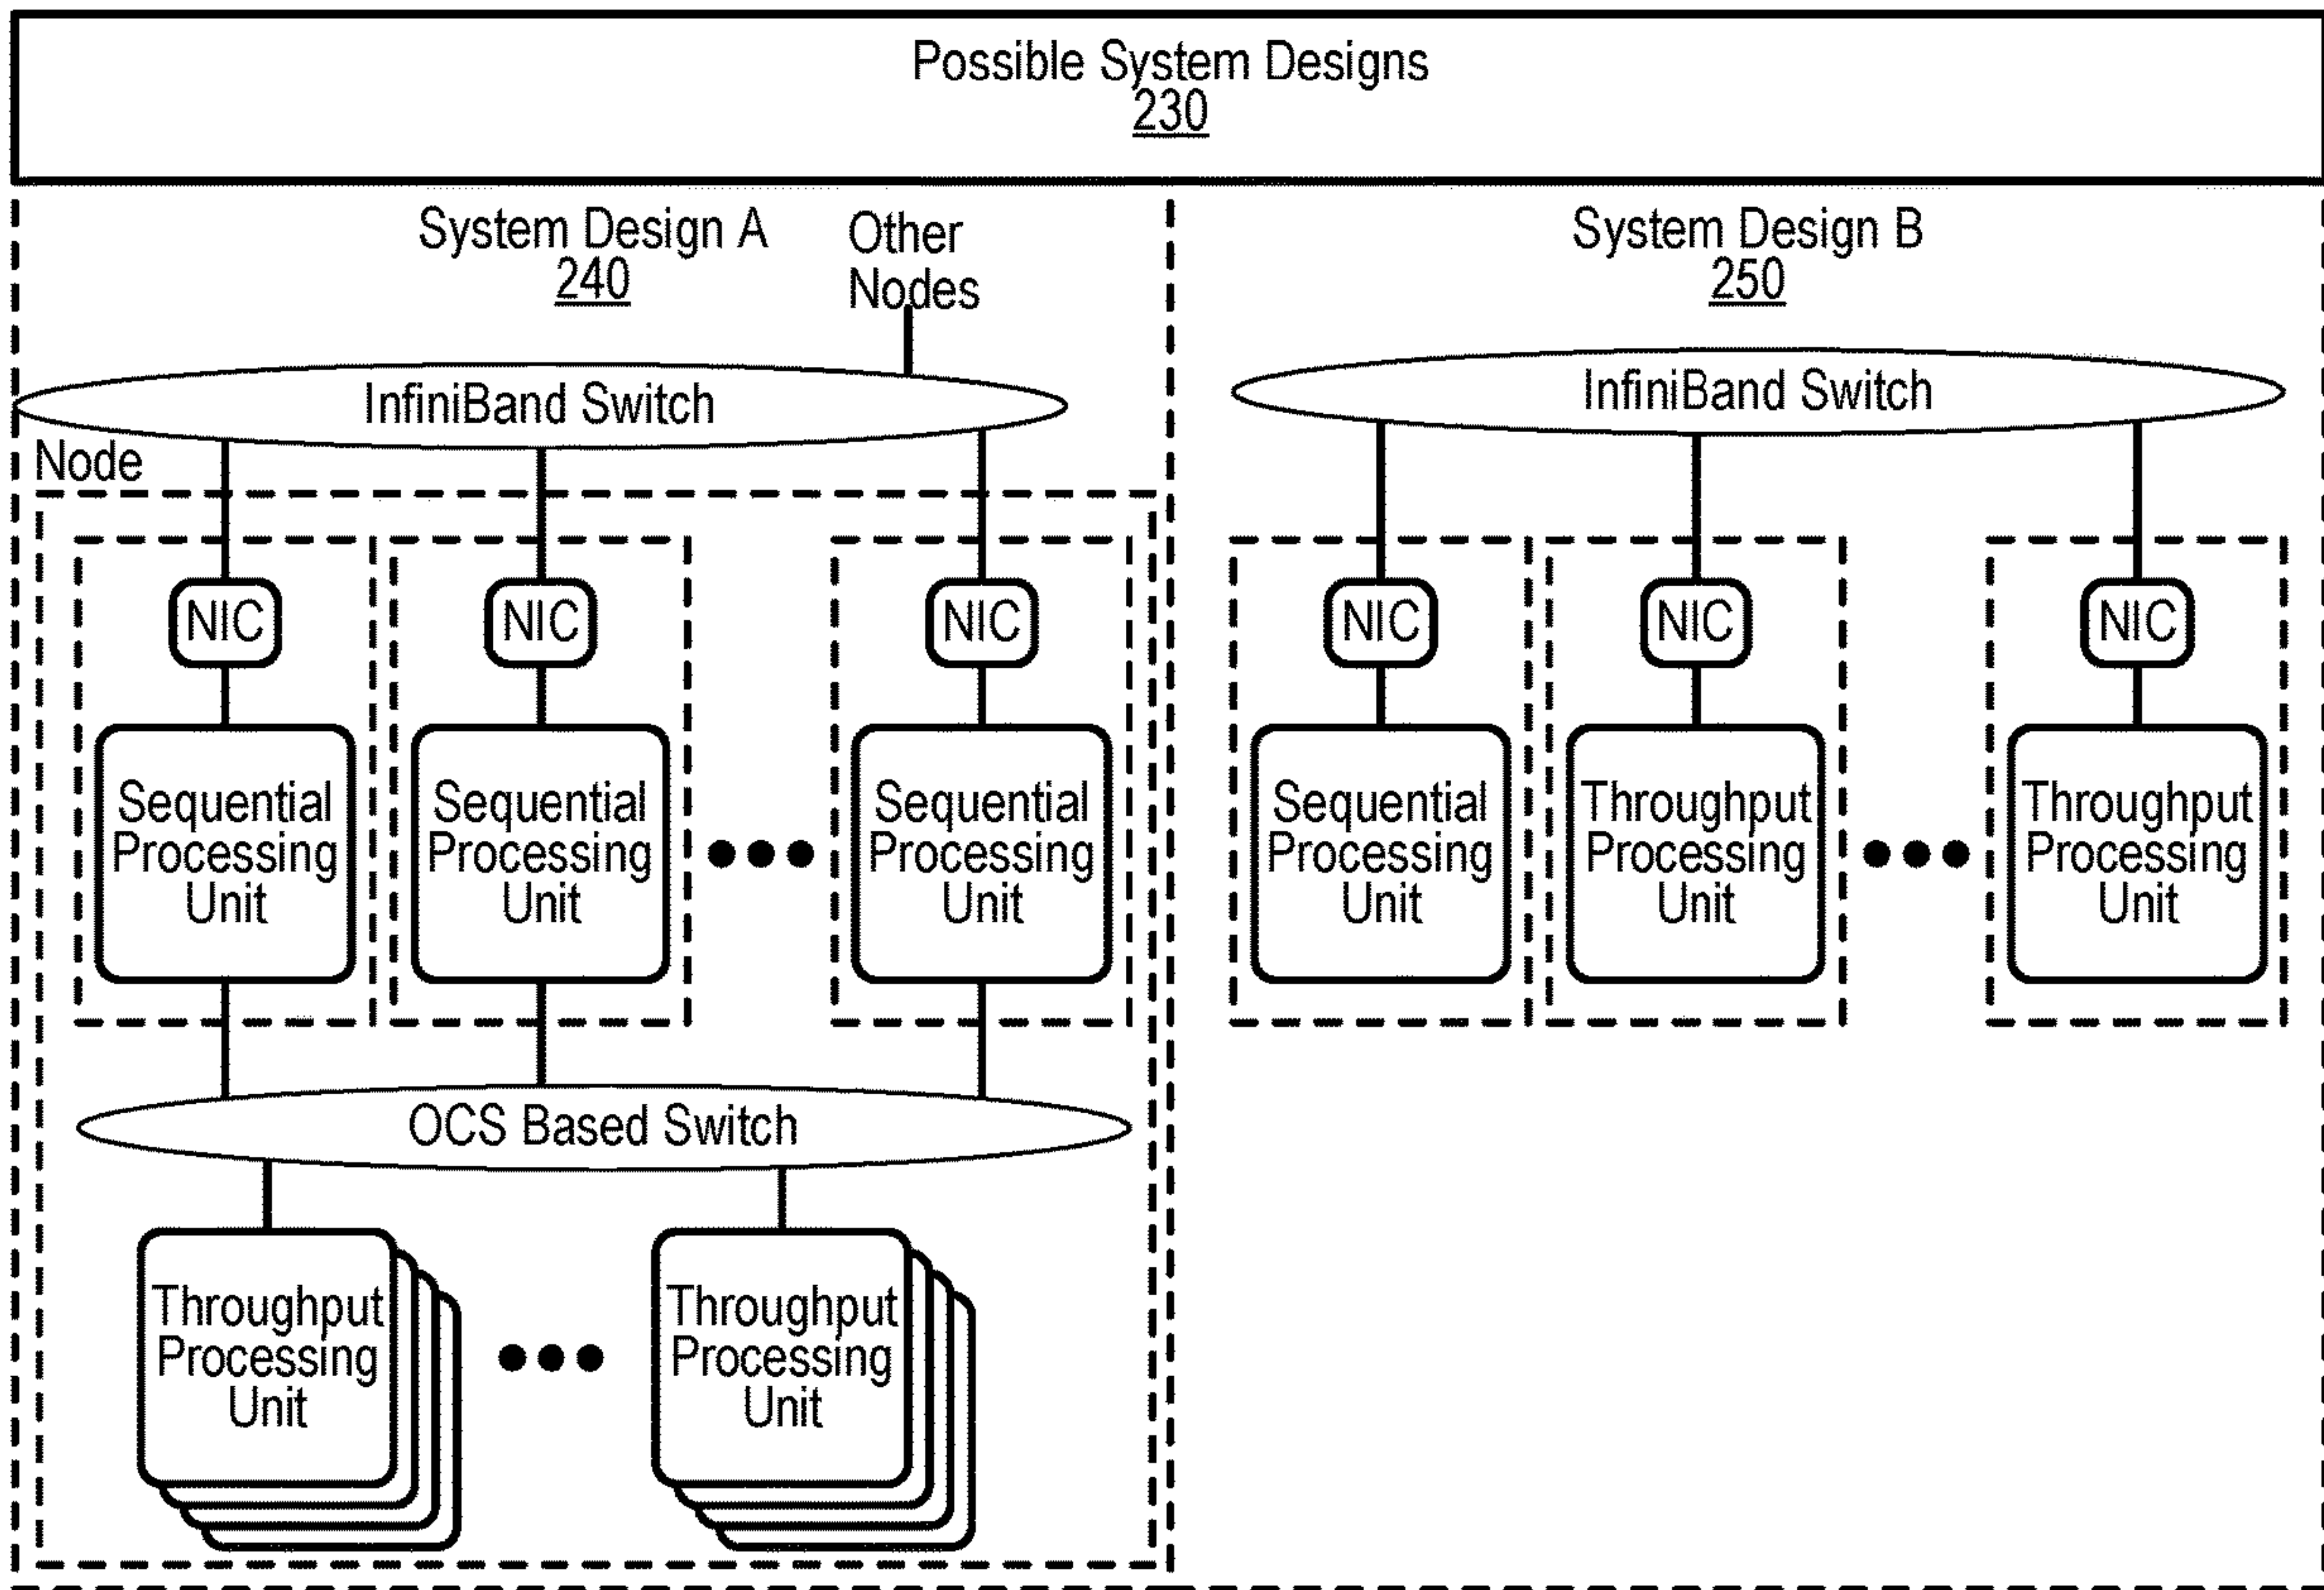 Possible System Designs
230
System Design A
240
Other
Nodes
InfiniBand Switch
Node
NIC
NIC
NIC
Sequential
Processing
Unit
Sequential
Processing
Unit
Sequential
Processing
Unit
OCS Based Switch
Throughput
Processing
Unit
Throughput
Processing
Unit
System Design B
250
InfiniBand Switch
NIC
NIC
NIC
Sequential
Processing
Unit
Throughput
Processing
Unit
Throughput
Processing
Unit